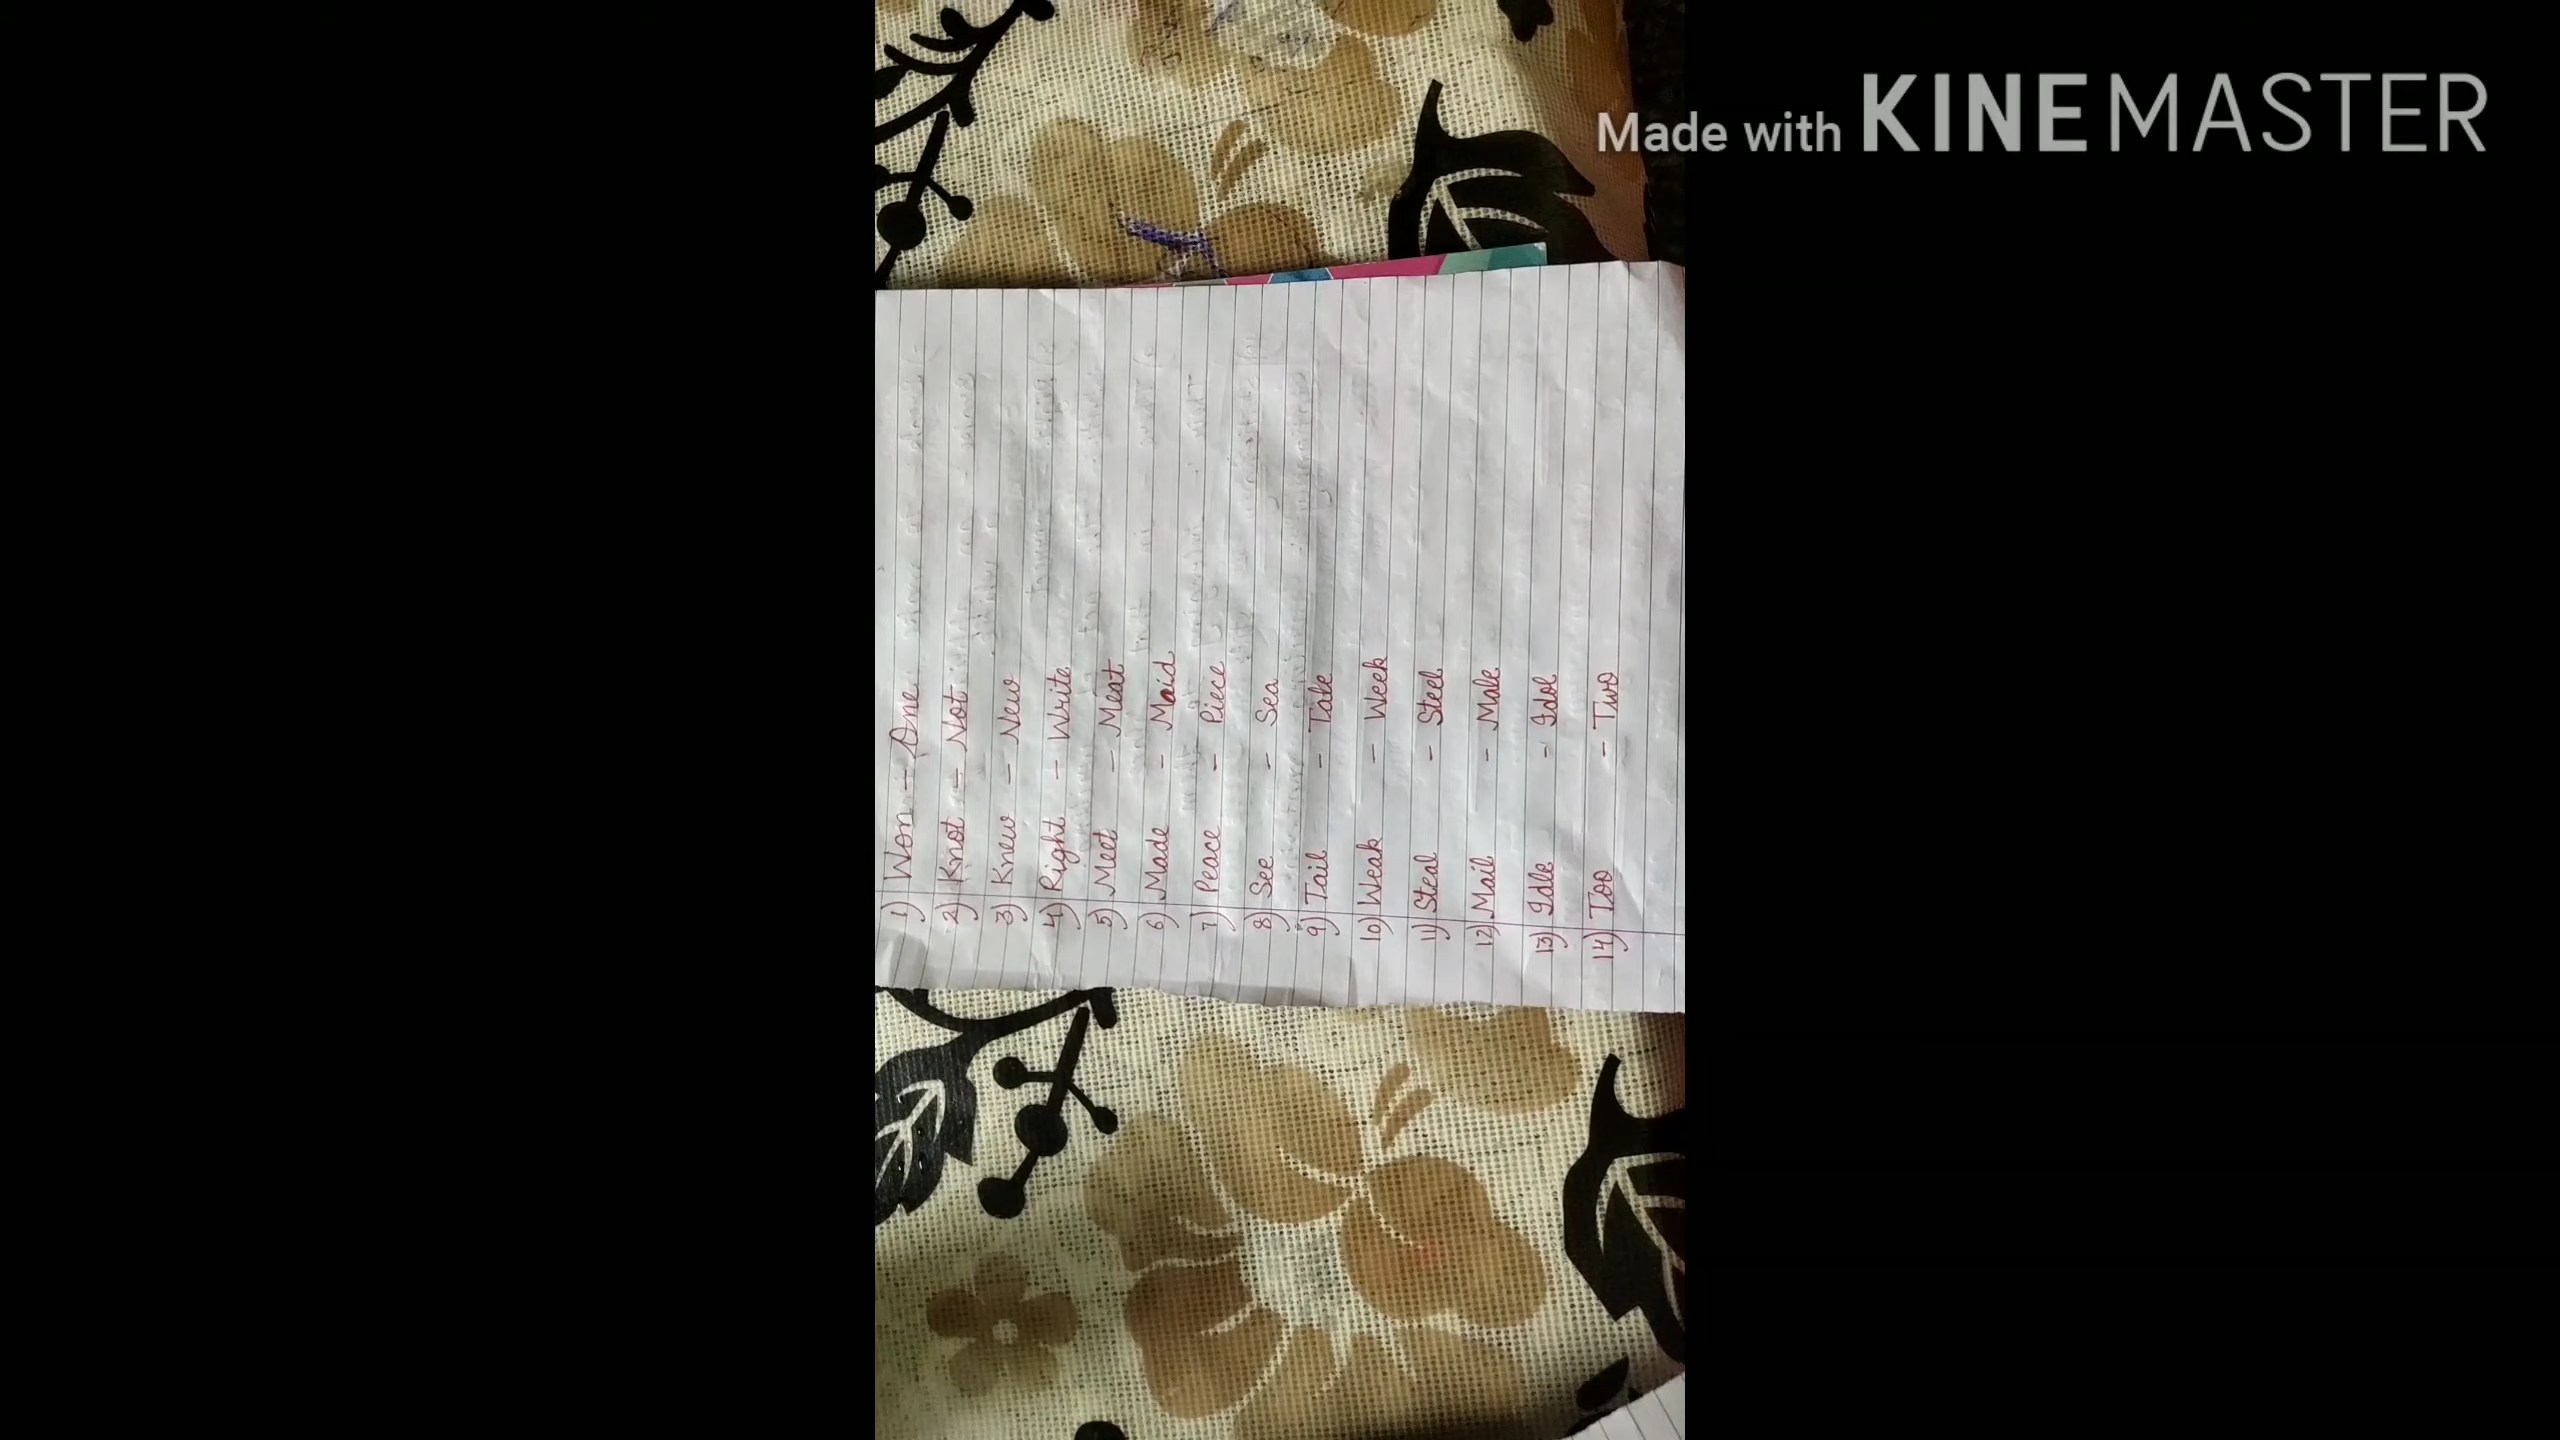 Made with KINEMASTER
1) Won - One
2) Knot - Not
3) Knew - New
4) Right - Write
5) Meet - Meat
6) Made - Maid
7) Peace - Piece
8) See - Sea
9) Tail - Tale
10) Weak - Week
11) Steal - Steel
12) Mail - Male
13) Idle - Idol
14) Too - Two